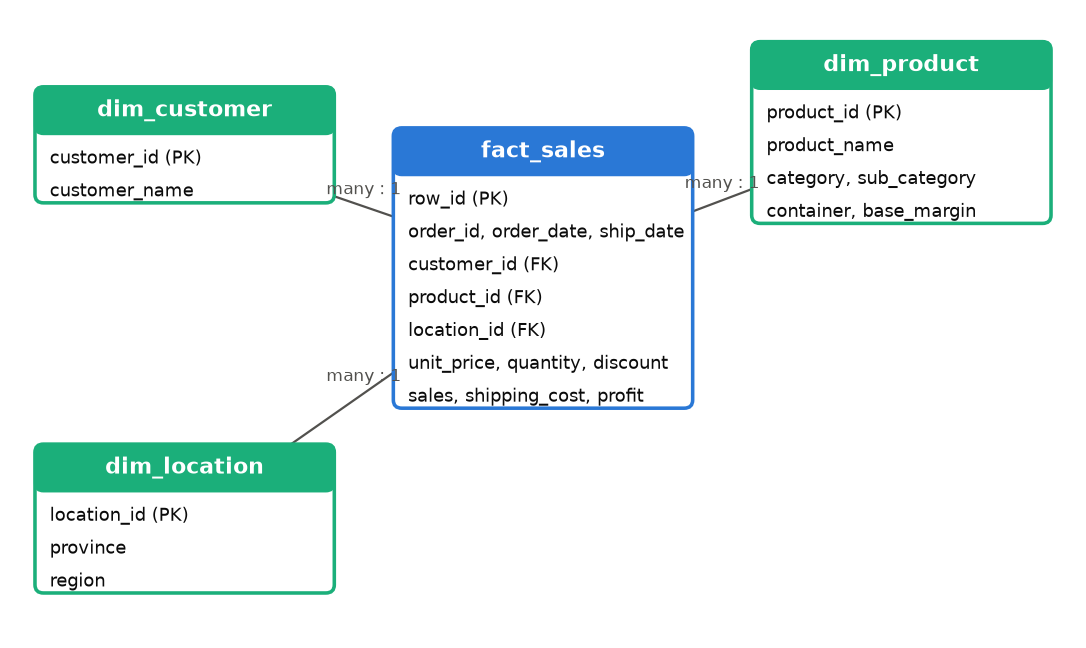 dim_customer
customer_id (PK)
customer_name
many : 1
fact_sales
row_id (PK)
order_id, order_date, ship_date
customer_id (FK)
product_id (FK)
location_id (FK)
unit_price, quantity, discount
sales, shipping_cost, profit
many : 1
dim_product
product_id (PK)
product_name
category, sub_category
container, base_margin
many : 1
dim_location
location_id (PK)
province
region